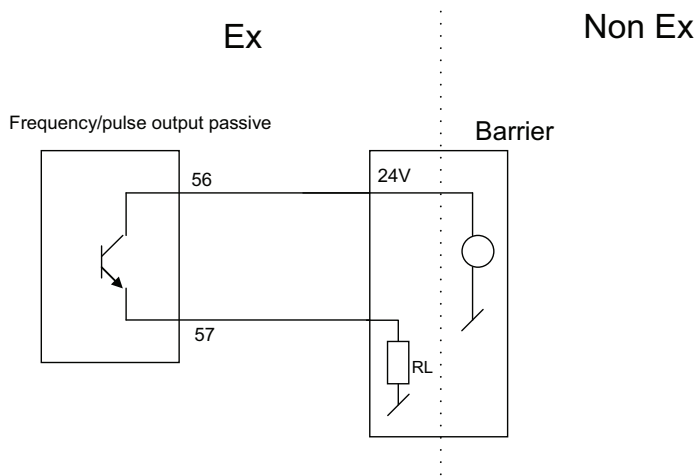 Ex
Non Ex
Frequency/pulse output passive
Barrier
56
24V
57
RL